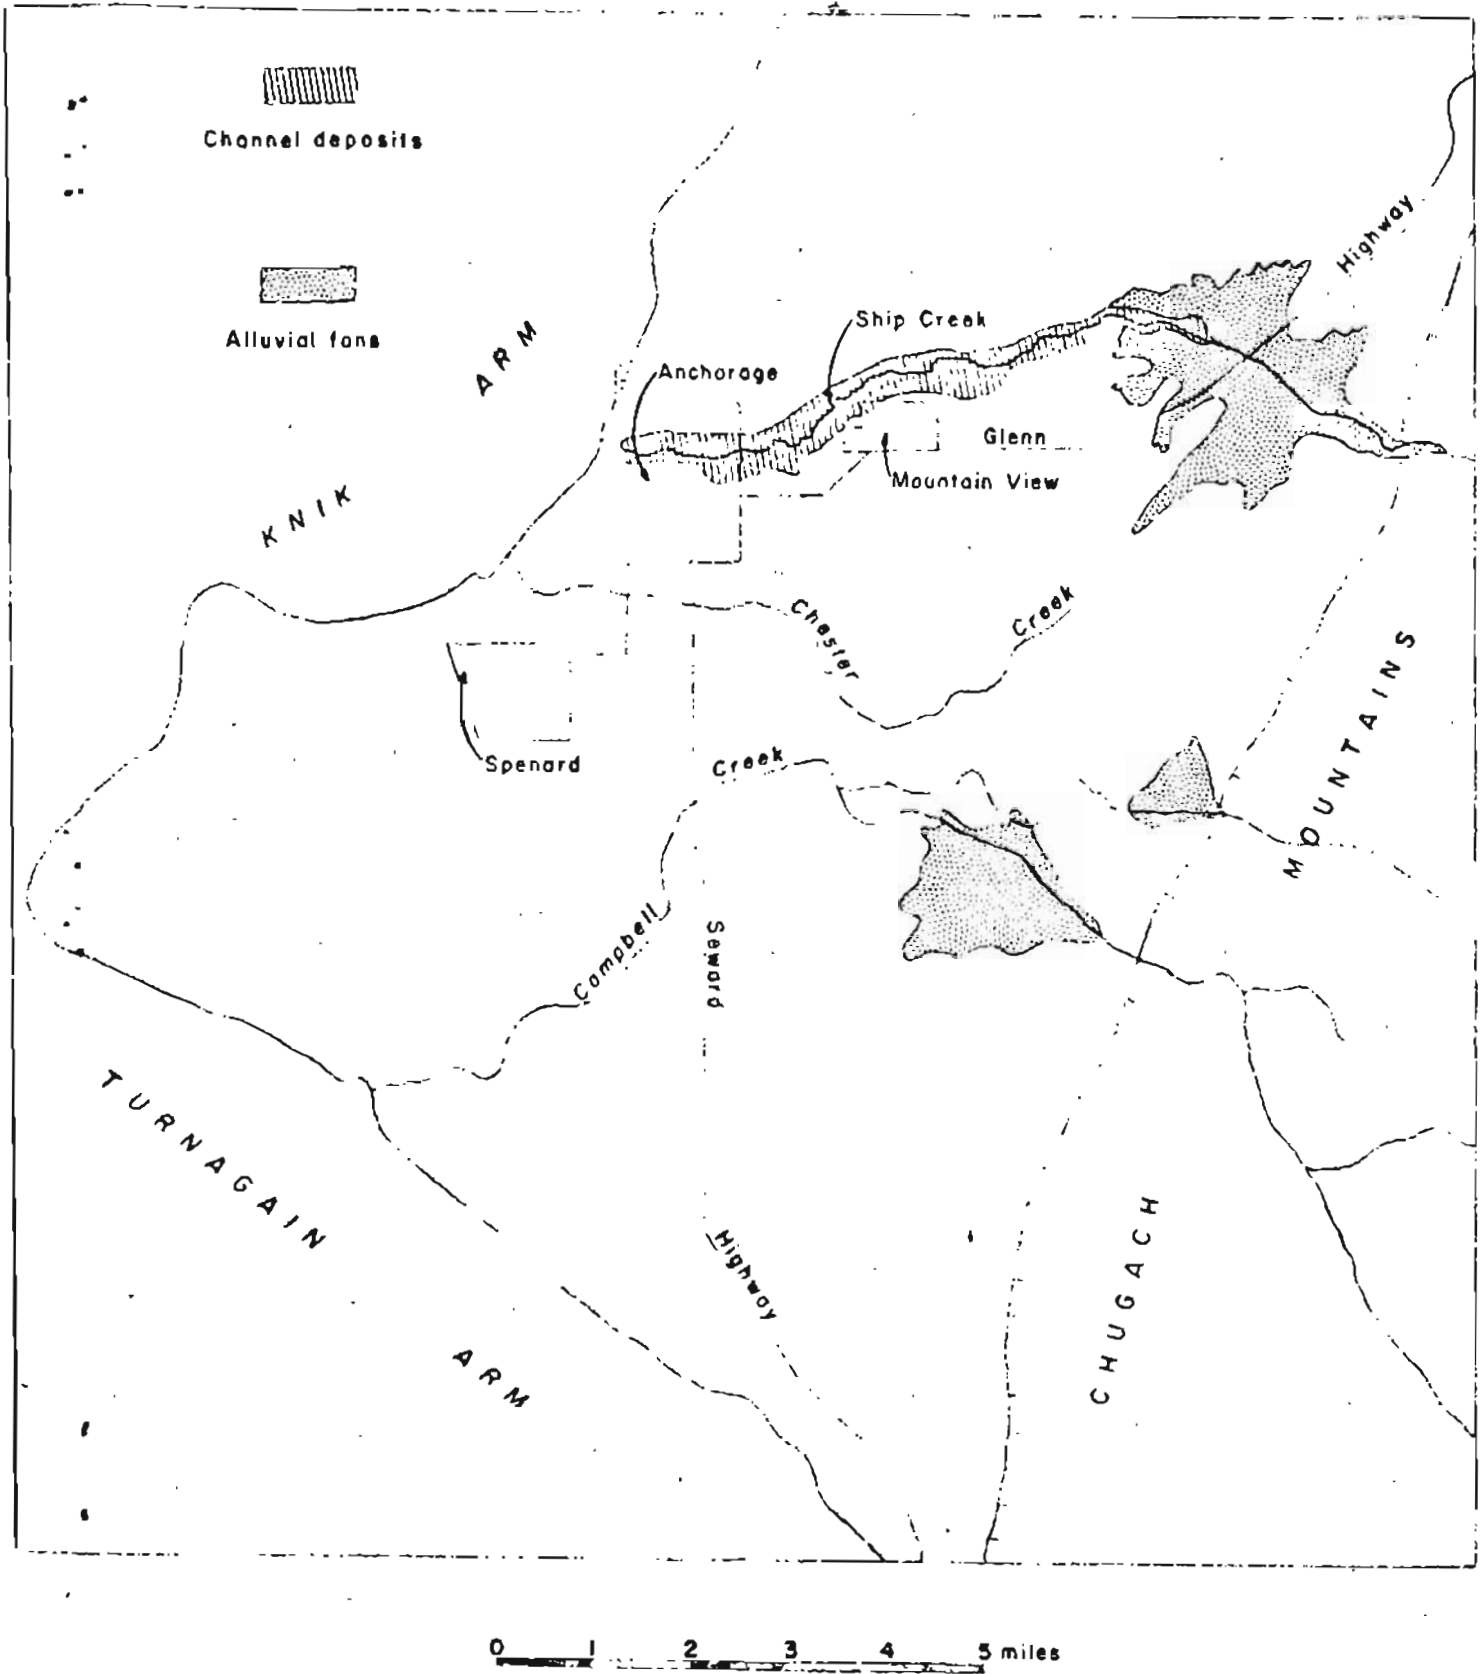 Channel deposits
Alluvial fans
KNIK ARM
Highway
Ship Creek
Anchorage
Glenn
Mountain View
Chester Creek
Spenard
Creek
Campbell
Seward
Highway
MOUNTAINS
CHUGACH
TURNAGAIN
ARM
0 1 2 3 4 5 miles